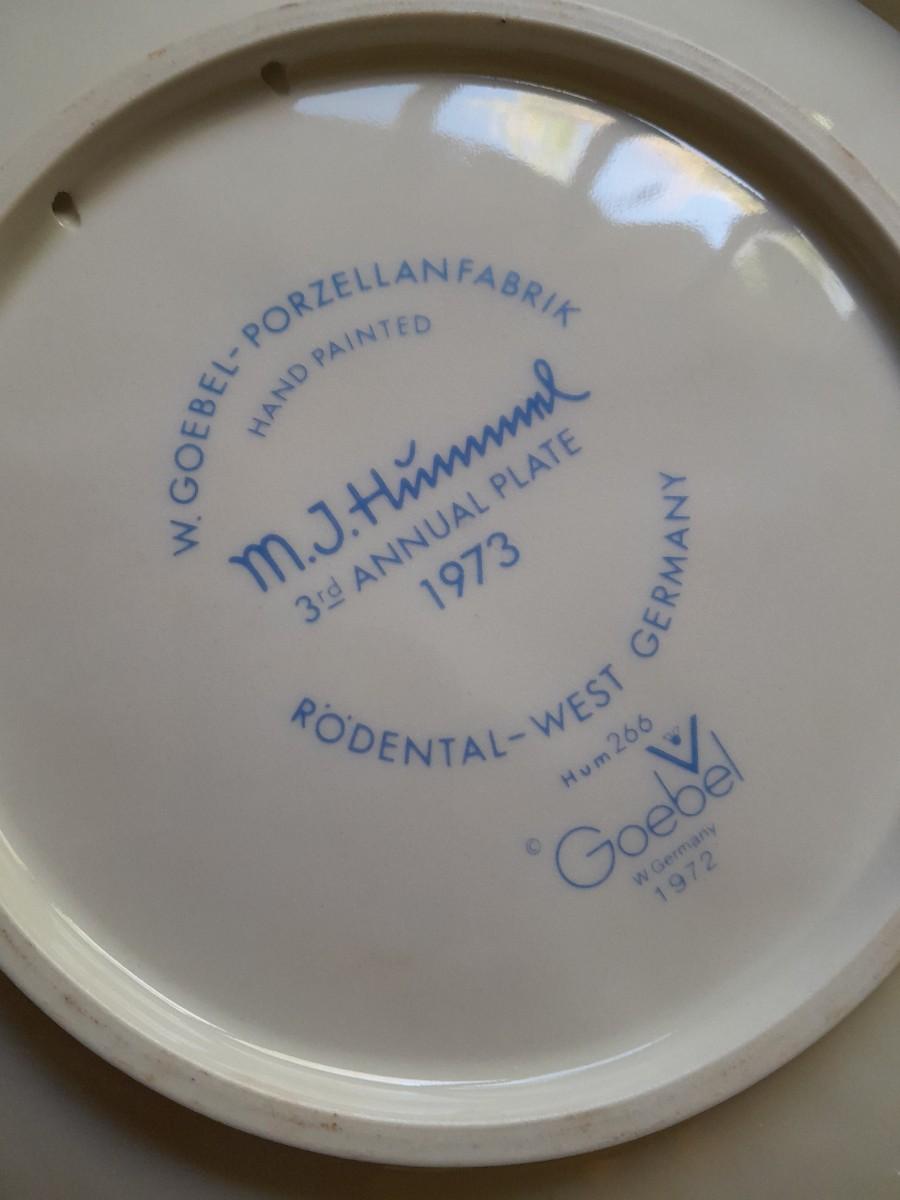 W. GOEBEL-PORZELLANFABRIK
HAND PAINTED
M.J.Hummel
3rd ANNUAL PLATE
1973
RÖDENTAL-WEST GERMANY
Hum 266
© Goebel
W Germany
1972